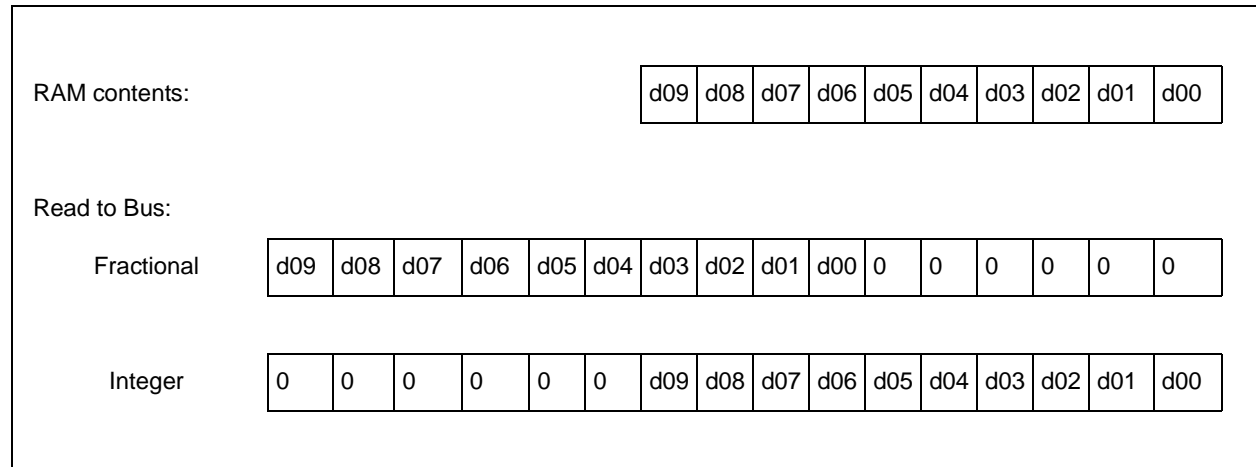 RAM contents: d09 d08 d07 d06 d05 d04 d03 d02 d01 d00
Read to Bus:
Fractional d09 d08 d07 d06 d05 d04 d03 d02 d01 d00 0 0 0 0 0 0
Integer 0 0 0 0 0 0 d09 d08 d07 d06 d05 d04 d03 d02 d01 d00